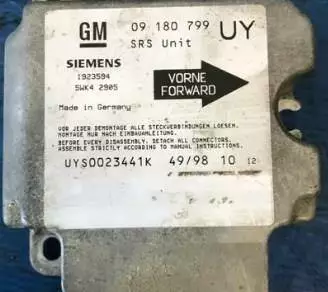 GM 09 180 799 UY
SRS Unit
SIEMENS
1923594
5WK4 2905
VORNE
FORWARD
Made in Germany
VOR JEDER DEMONTAGE ALLE STECKVERBINDUNGEN LOESEN.
MONTAGE NUR NACH EINBAUANLEITUNG.
BEFORE EVERY DISASSEMBLY, DETACH ALL CONNECTORS.
ASSEMBLE STRICTLY ACCORDING TO MANUAL INSTRUCTIONS.
UYS0023441K 49/98 10 12